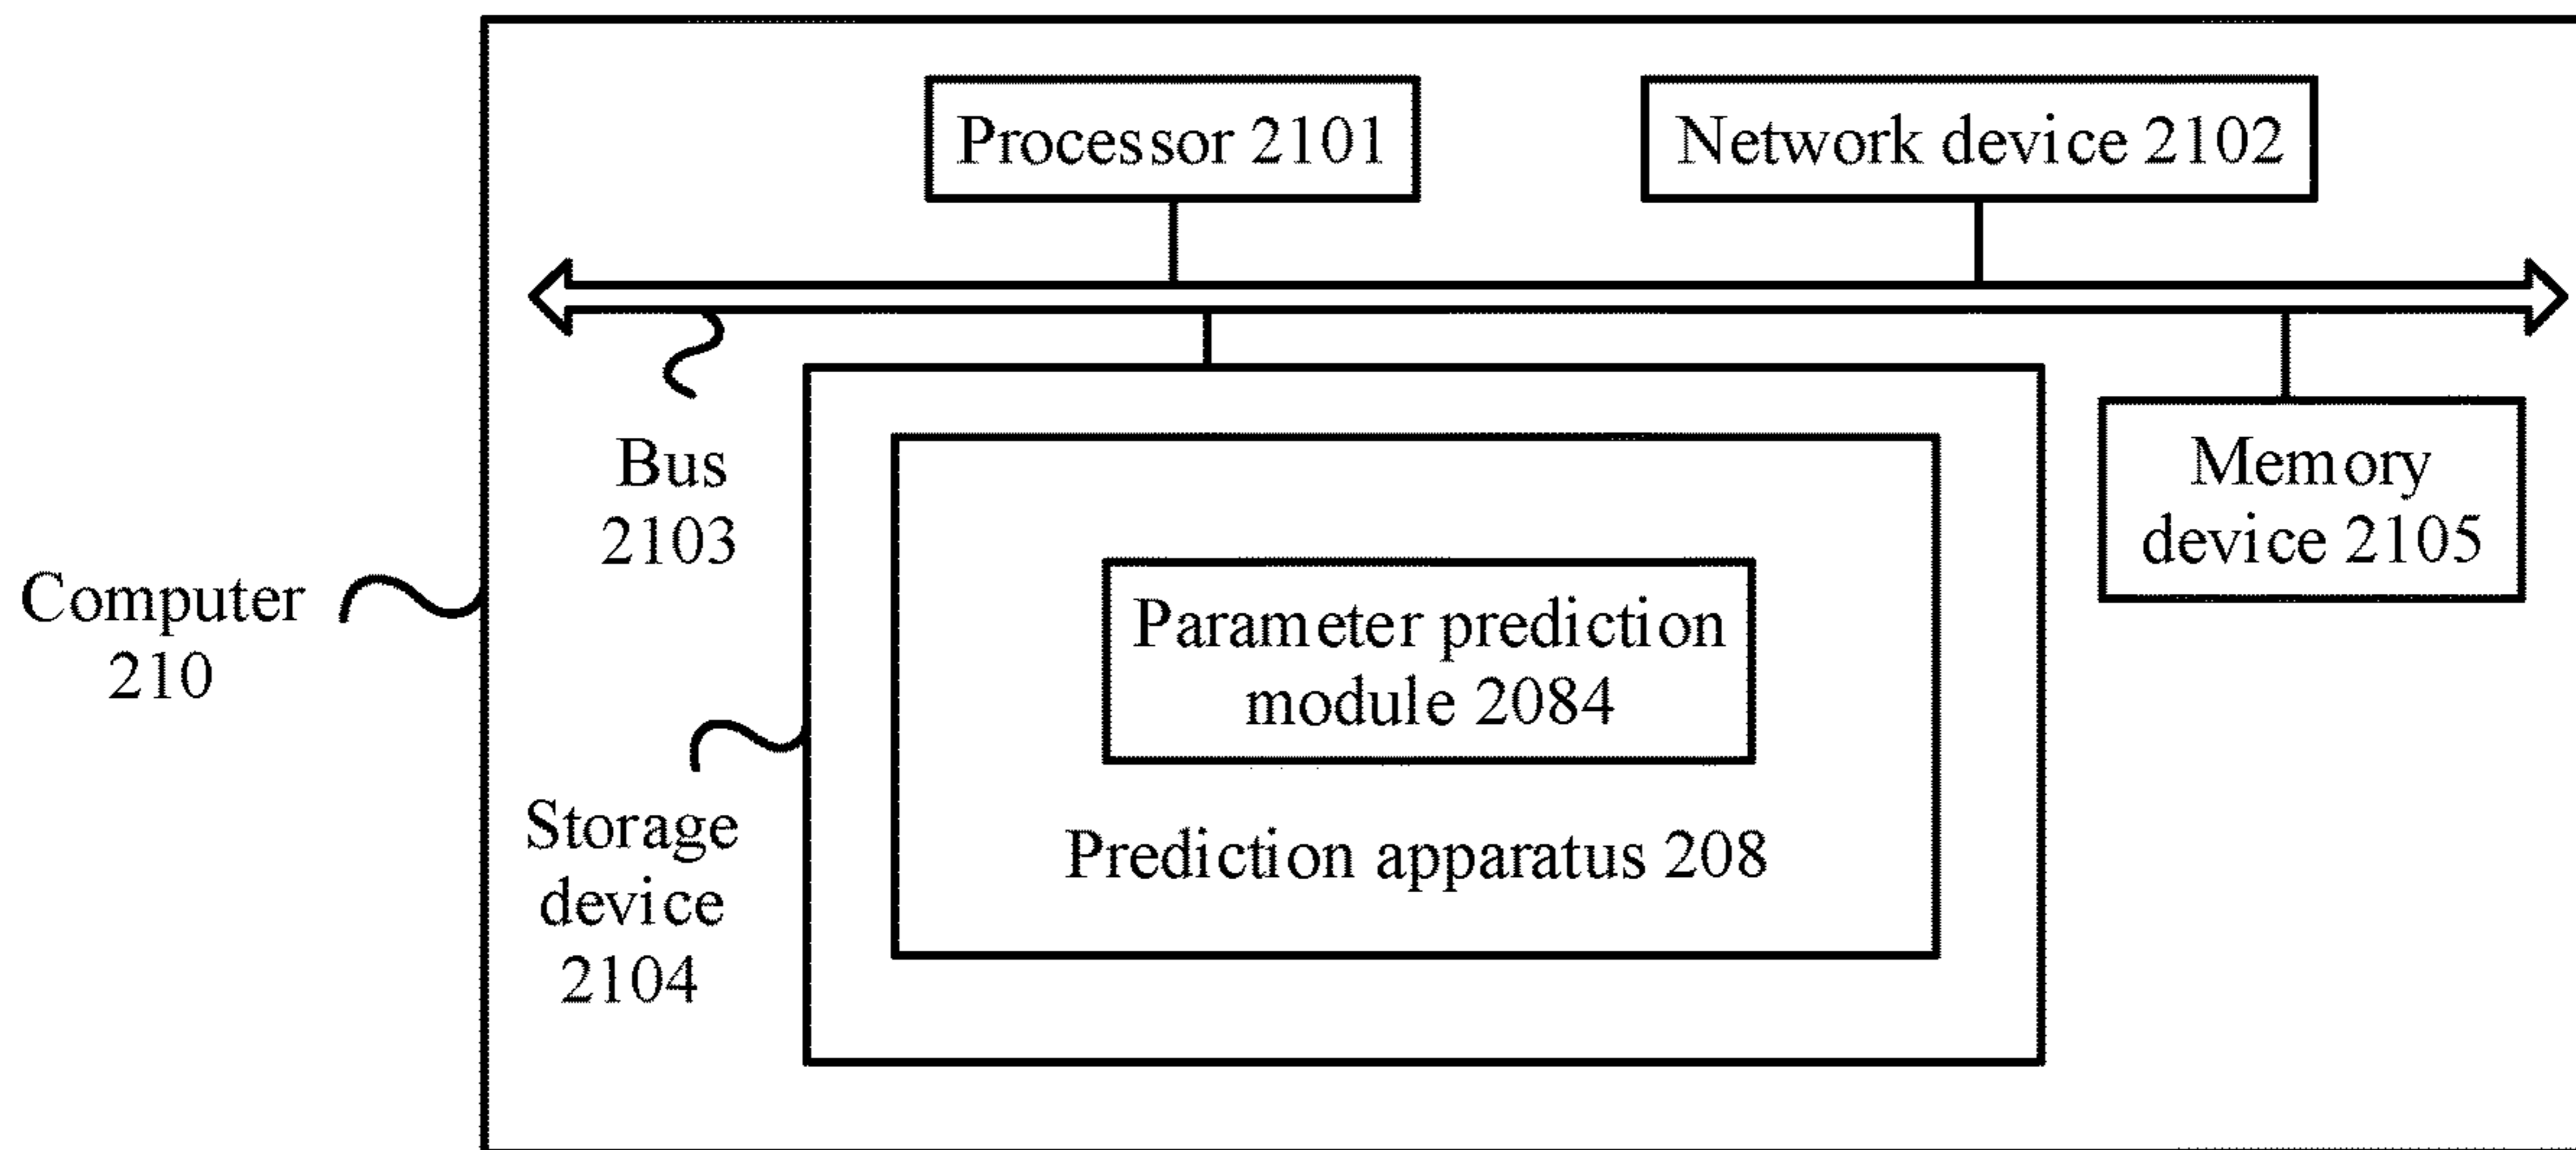 Processor 2101
Network device 2102
Bus
2103
Memory
device 2105
Computer
210
Parameter prediction
module 2084
Storage
device
2104
Prediction apparatus 208